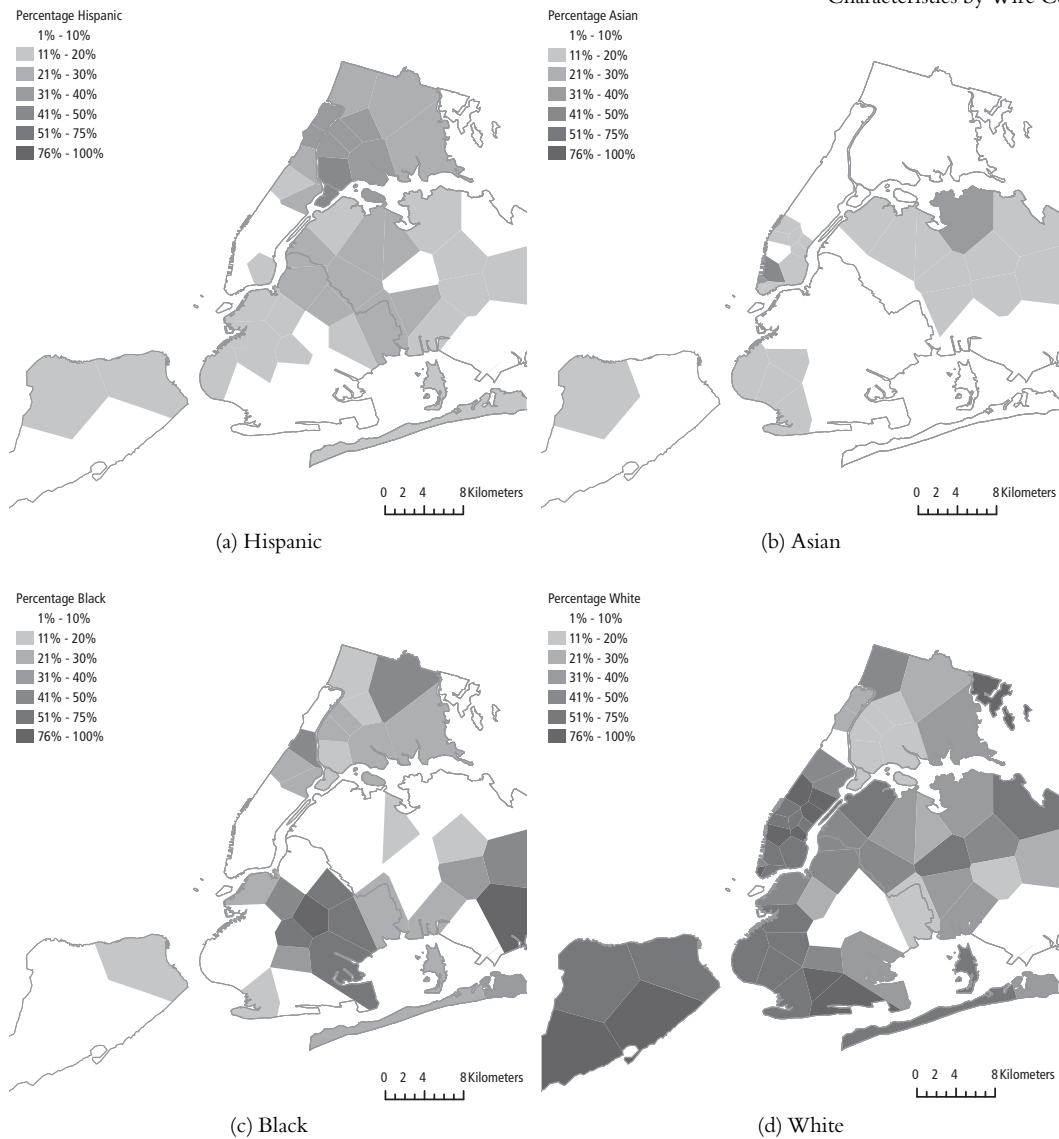 Characteristics by Wire Ce
Percentage Hispanic
1% - 10%
11% - 20%
21% - 30%
31% - 40%
41% - 50%
51% - 75%
76% - 100%
0 2 4 8 Kilometers
(a) Hispanic
Percentage Asian
1% - 10%
11% - 20%
21% - 30%
31% - 40%
41% - 50%
51% - 75%
76% - 100%
0 2 4 8 Kilometers
(b) Asian
Percentage Black
1% - 10%
11% - 20%
21% - 30%
31% - 40%
41% - 50%
51% - 75%
76% - 100%
0 2 4 8 Kilometers
(c) Black
Percentage White
1% - 10%
11% - 20%
21% - 30%
31% - 40%
41% - 50%
51% - 75%
76% - 100%
0 2 4 8 Kilometers
(d) White